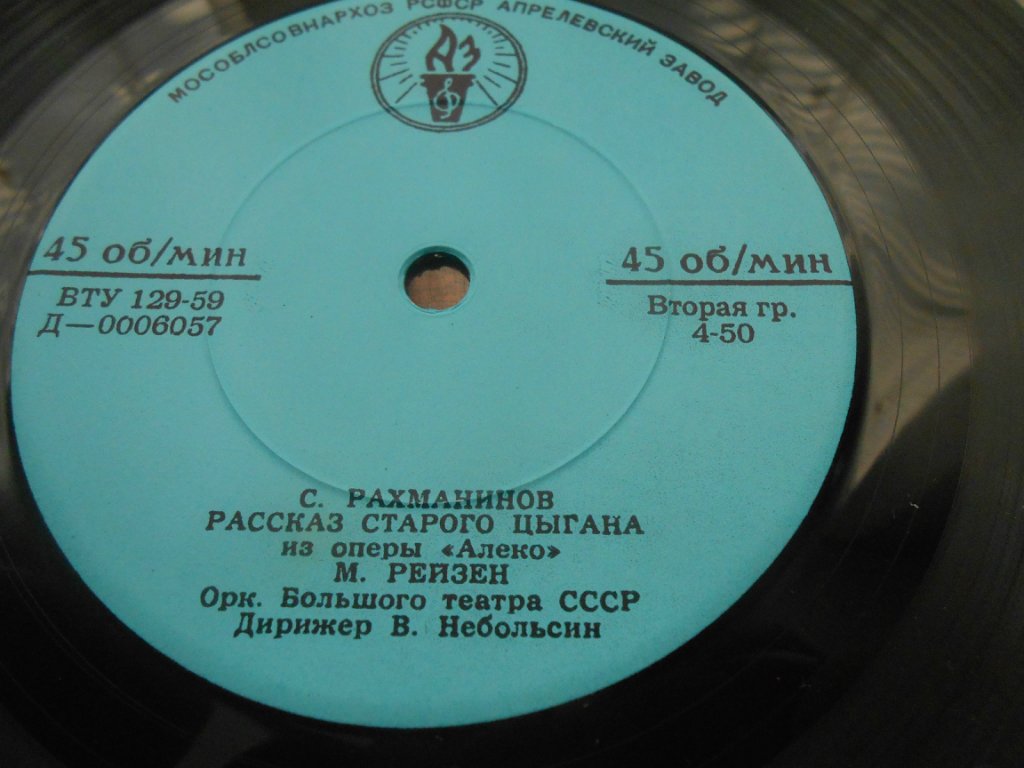 МОСОБЛСОВНАРХОЗ РСФСР АПРЕЛЕВСКИЙ ЗАВОД
АЗ
45 об/мин
ВТУ 129-59
Д—0006057
45 об/мин
Вторая гр.
4-50
С. РАХМАНИНОВ
РАССКАЗ СТАРОГО ЦЫГАНА
из оперы «Алеко»
М. РЕЙЗЕН
Орк. Большого театра СССР
Дирижер В. Небольсин